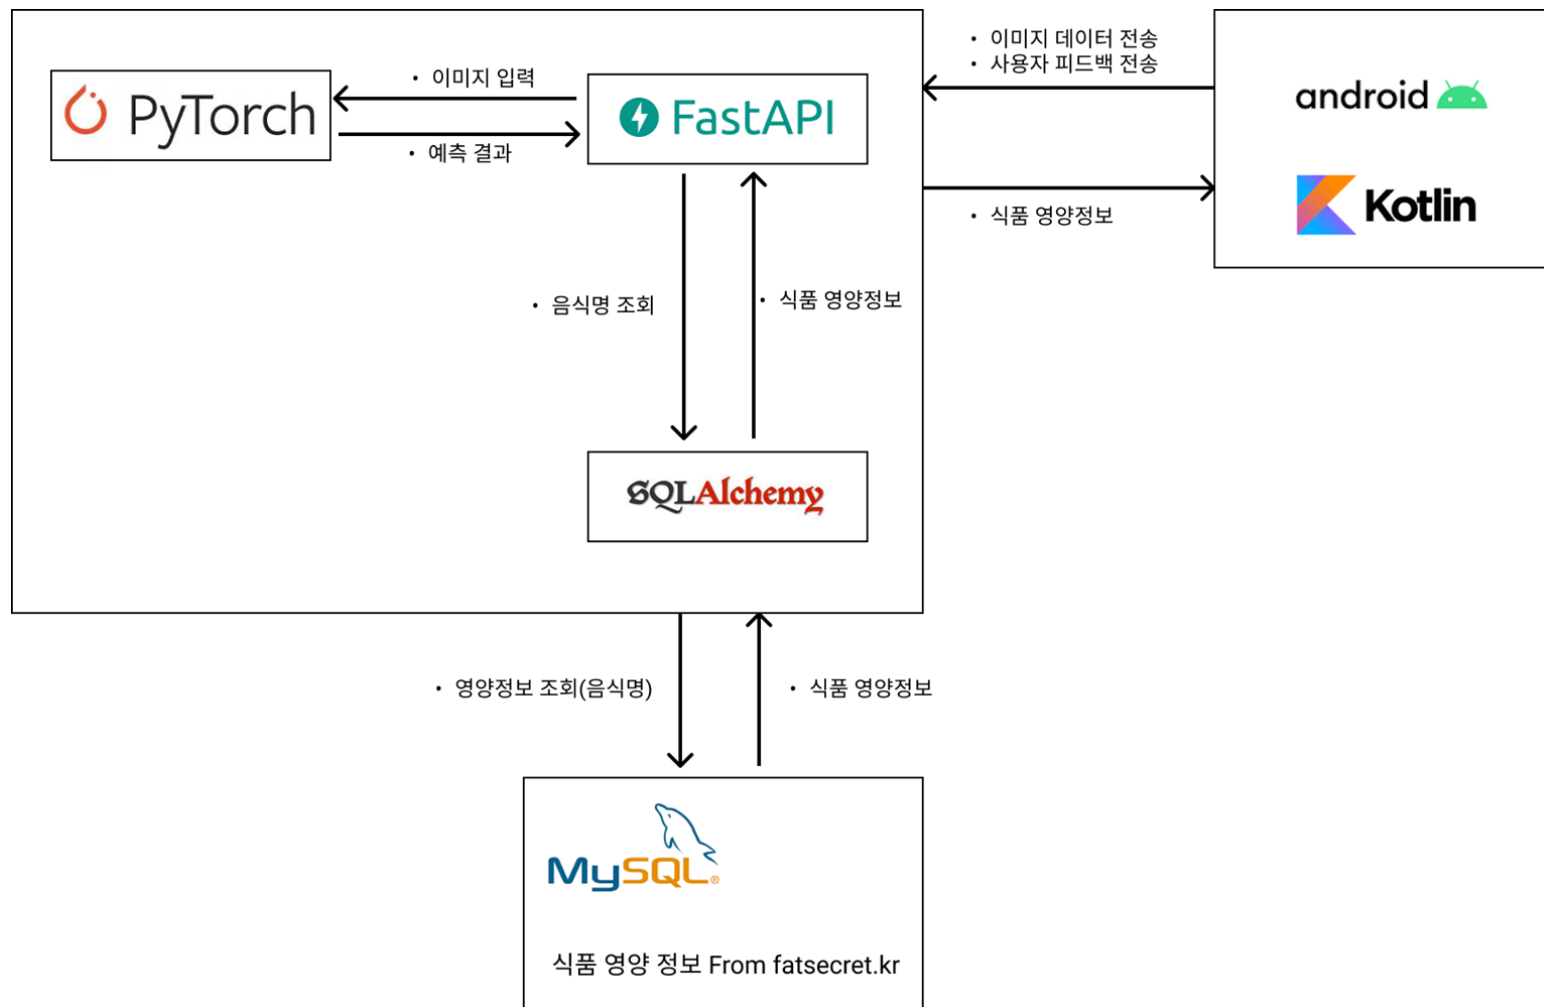 • 이미지 데이터 전송
• 사용자 피드백 전송
android
• 이미지 입력
PyTorch
FastAPI
• 예측 결과
Kotlin
• 식품 영양정보
• 음식명 조회
• 식품 영양정보
SQLAlchemy
• 영양정보 조회(음식명)
• 식품 영양정보
MySQL®
식품 영양 정보 From fatsecret.kr